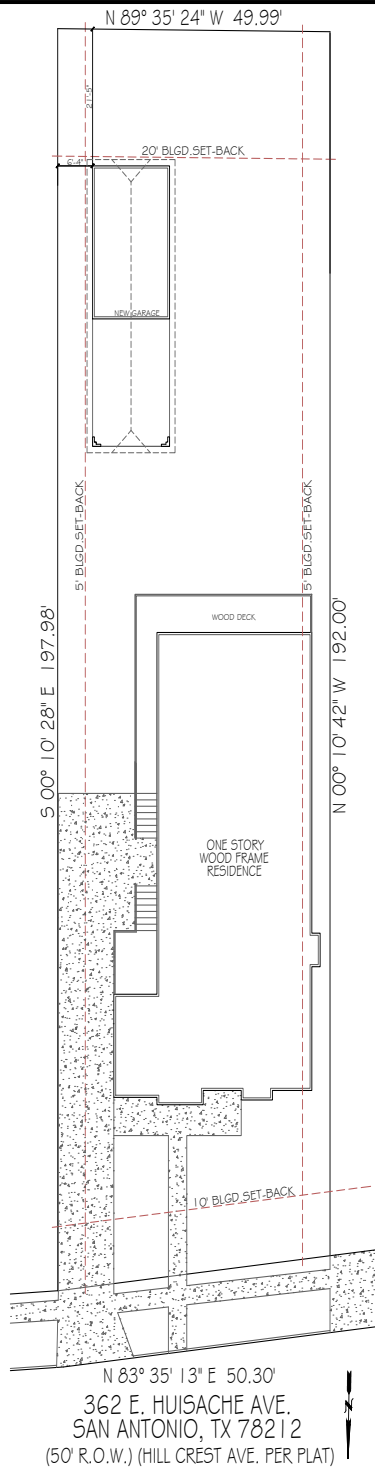 N 89° 35' 24" W 49.99'
27'-5"
20' BLGD.SET-BACK
6'-4"
NEW GARAGE
5' BLGD.SET-BACK
5' BLGD.SET-BACK
WOOD DECK
S 00° 10' 28" E 197.98'
N 00° 10' 42" W 192.00'
ONE STORY
WOOD FRAME
RESIDENCE
10' BLGD.SET-BACK
N 83° 35' 13" E 50.30'
362 E. HUISACHE AVE.
SAN ANTONIO, TX 78212
(50' R.O.W.) (HILL CREST AVE. PER PLAT)
N